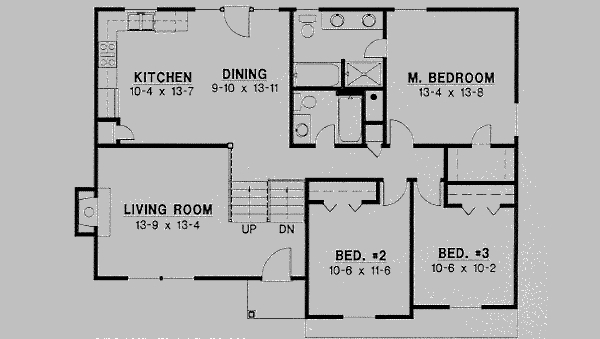 KITCHEN
10-4 x 13-7
DINING
9-10 x 13-11
M. BEDROOM
13-4 x 13-8
LIVING ROOM
13-9 x 13-4
UP
DN
BED. #2
10-6 x 11-6
BED. #3
10-6 x 10-2